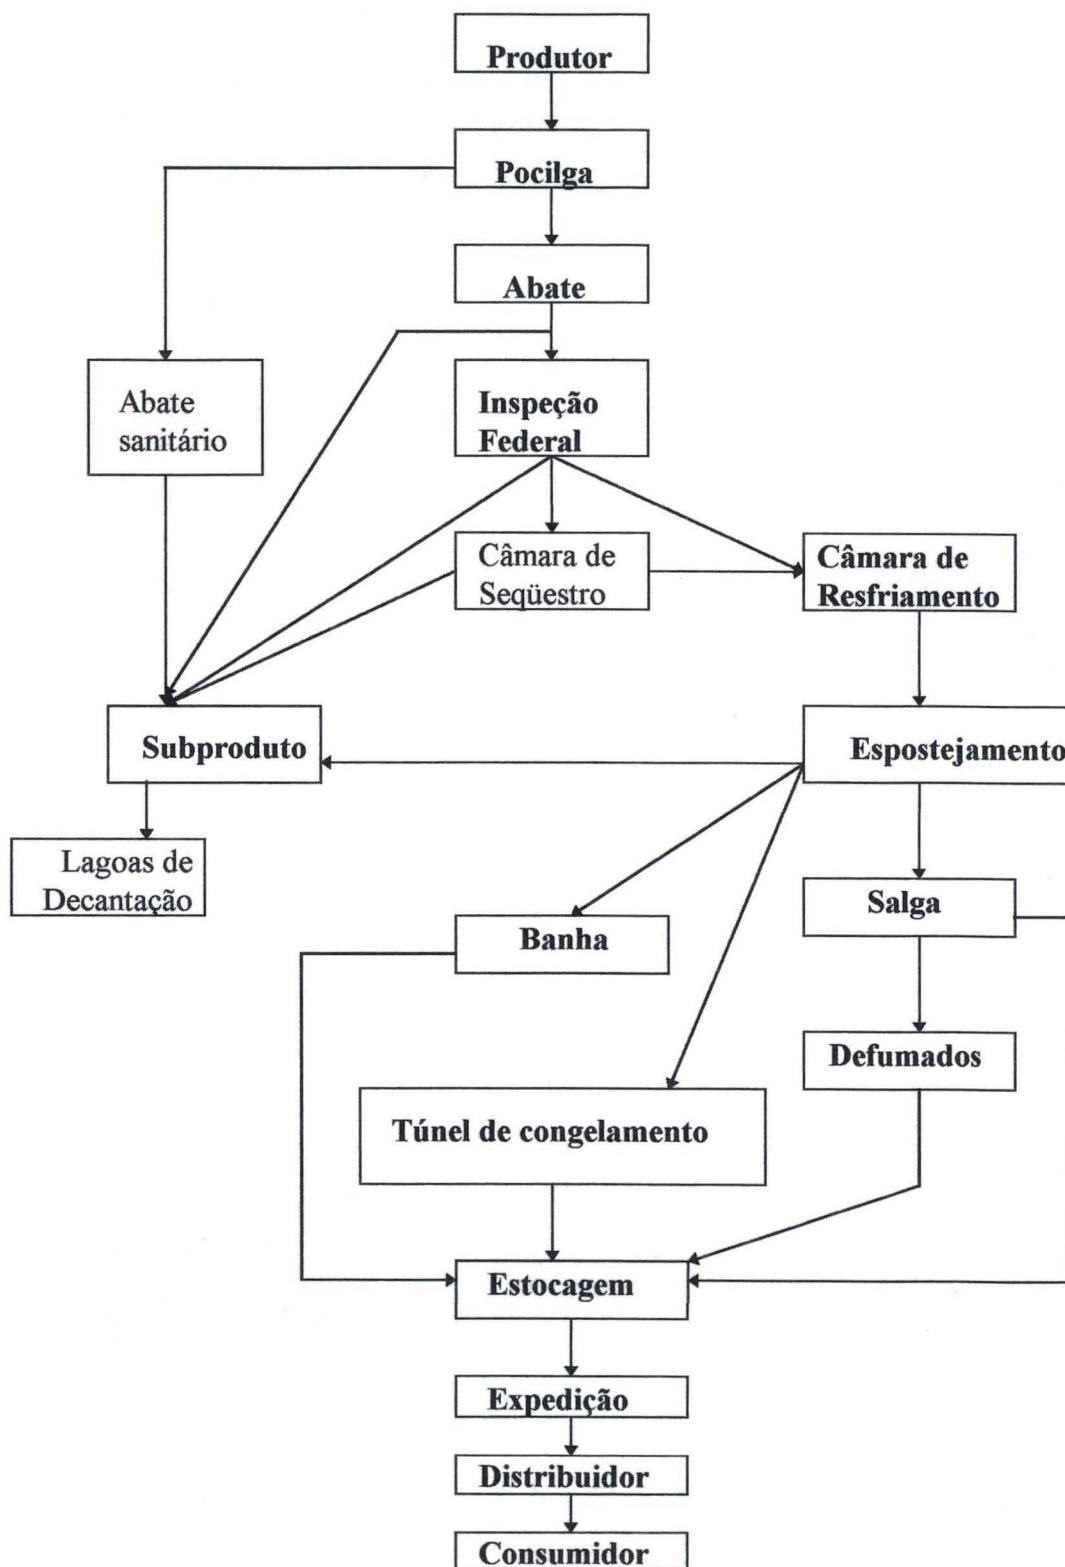 Produtor
Pocilga
Abate
Abate
sanitário
Inspeção
Federal
Câmara de
Seqüestro
Câmara de
Resfriamento
Subproduto
Espostejamento
Lagoas de
Decantação
Salga
Banha
Defumados
Túnel de congelamento
Estocagem
Expedição
Distribuidor
Consumidor